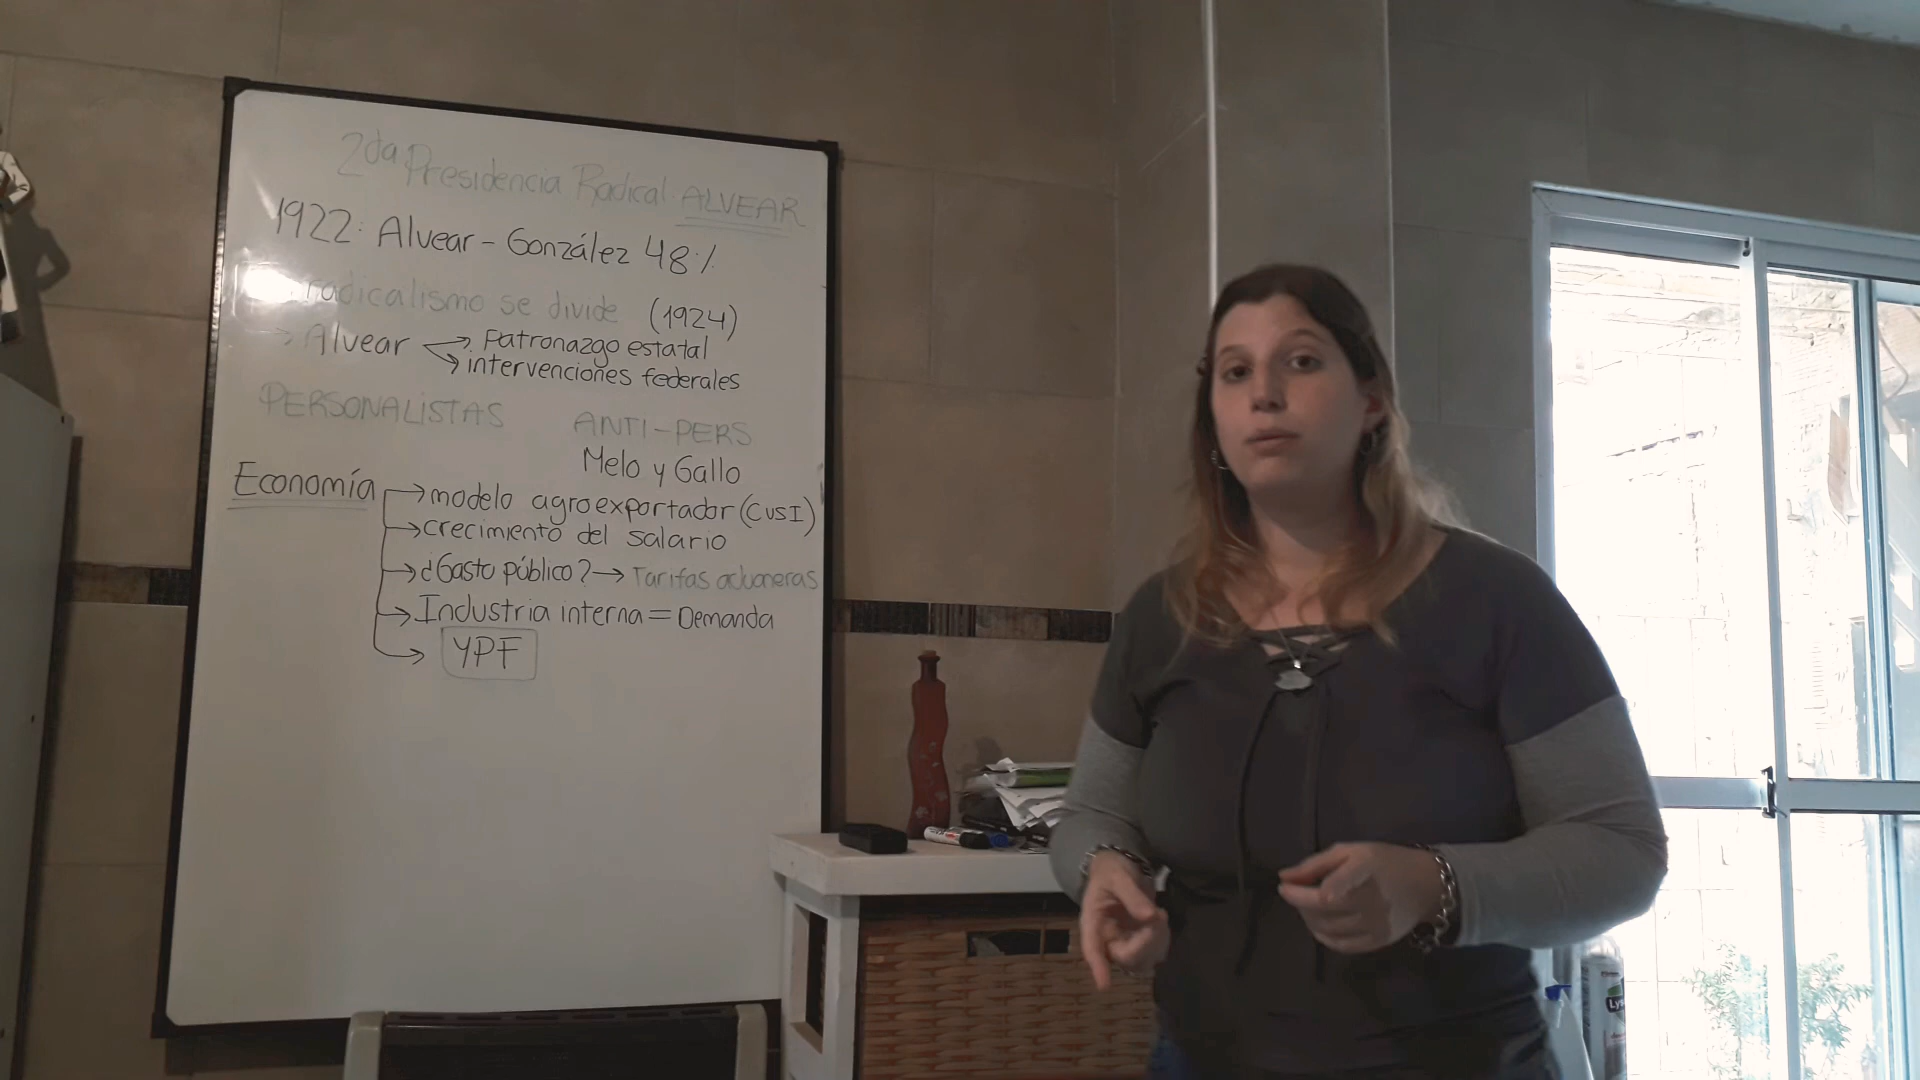 2da Presidencia Radical ALVEAR
1922: Alvear - González 48%
radicalismo se divide (1924)
→ Alvear → Patronazgo estatal
→ intervenciones federales
PERSONALISTAS ANTI-PERS
Melo y Gallo
Economía → modelo agroexportador (CUSI)
→ crecimiento del salario
→ ¿Gasto público? → Tarifas aduaneras
→ Industria interna = Demanda
→ YPF